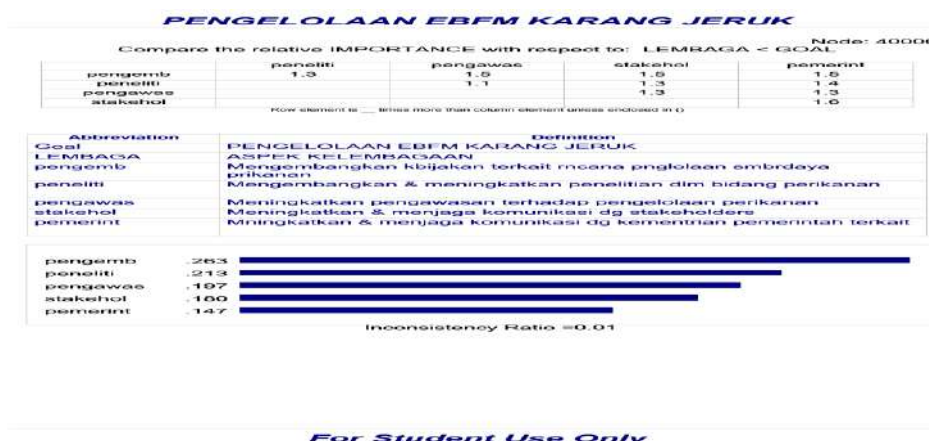 PENGELOLAAN EBFM KARANG JERUK
Node: 40000
Compare the relative IMPORTANCE with respect to: LEMBAGA < GOAL
peneliti pengawas stakehol pemerint
pengemb 1.3 1.5 1.5 1.5
peneliti 1.1 1.3 1.4
pengawas 1.3 1.3
stakehol 1.6
Row element is __ times more than column element unless enclosed in ()
Abbreviation Definition
Goal PENGELOLAAN EBFM KARANG JERUK
LEMBAGA ASPEK KELEMBAGAAN
pengemb Mengembangkan kbijakan terkait rncana pnglolaan smbrdaya
prikanan
peneliti Mengembangkan & meningkatkan penelitian dlm bidang perikanan
pengawas Meningkatkan pengawasan terhadap pengelolaan perikanan
stakehol Meningkatkan & menjaga komunikasi dg stakeholders
pemerint Mningkatkan & menjaga komunikasi dg kementrian pemerintah terkait
pengemb .263
peneliti .213
pengawas .197
stakehol .180
pemerint .147
Inconsistency Ratio =0.01
For Student Use Only